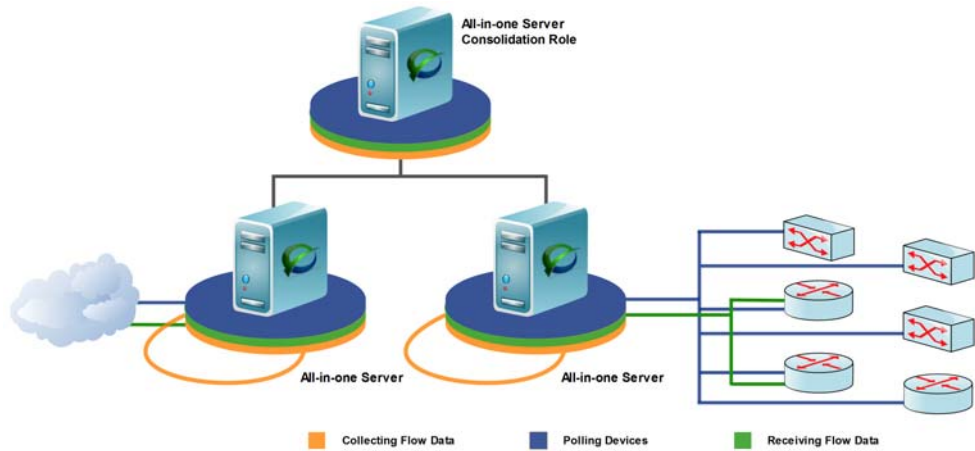 All-in-one Server
Consolidation Role
All-in-one Server
All-in-one Server
Collecting Flow Data
Polling Devices
Receiving Flow Data